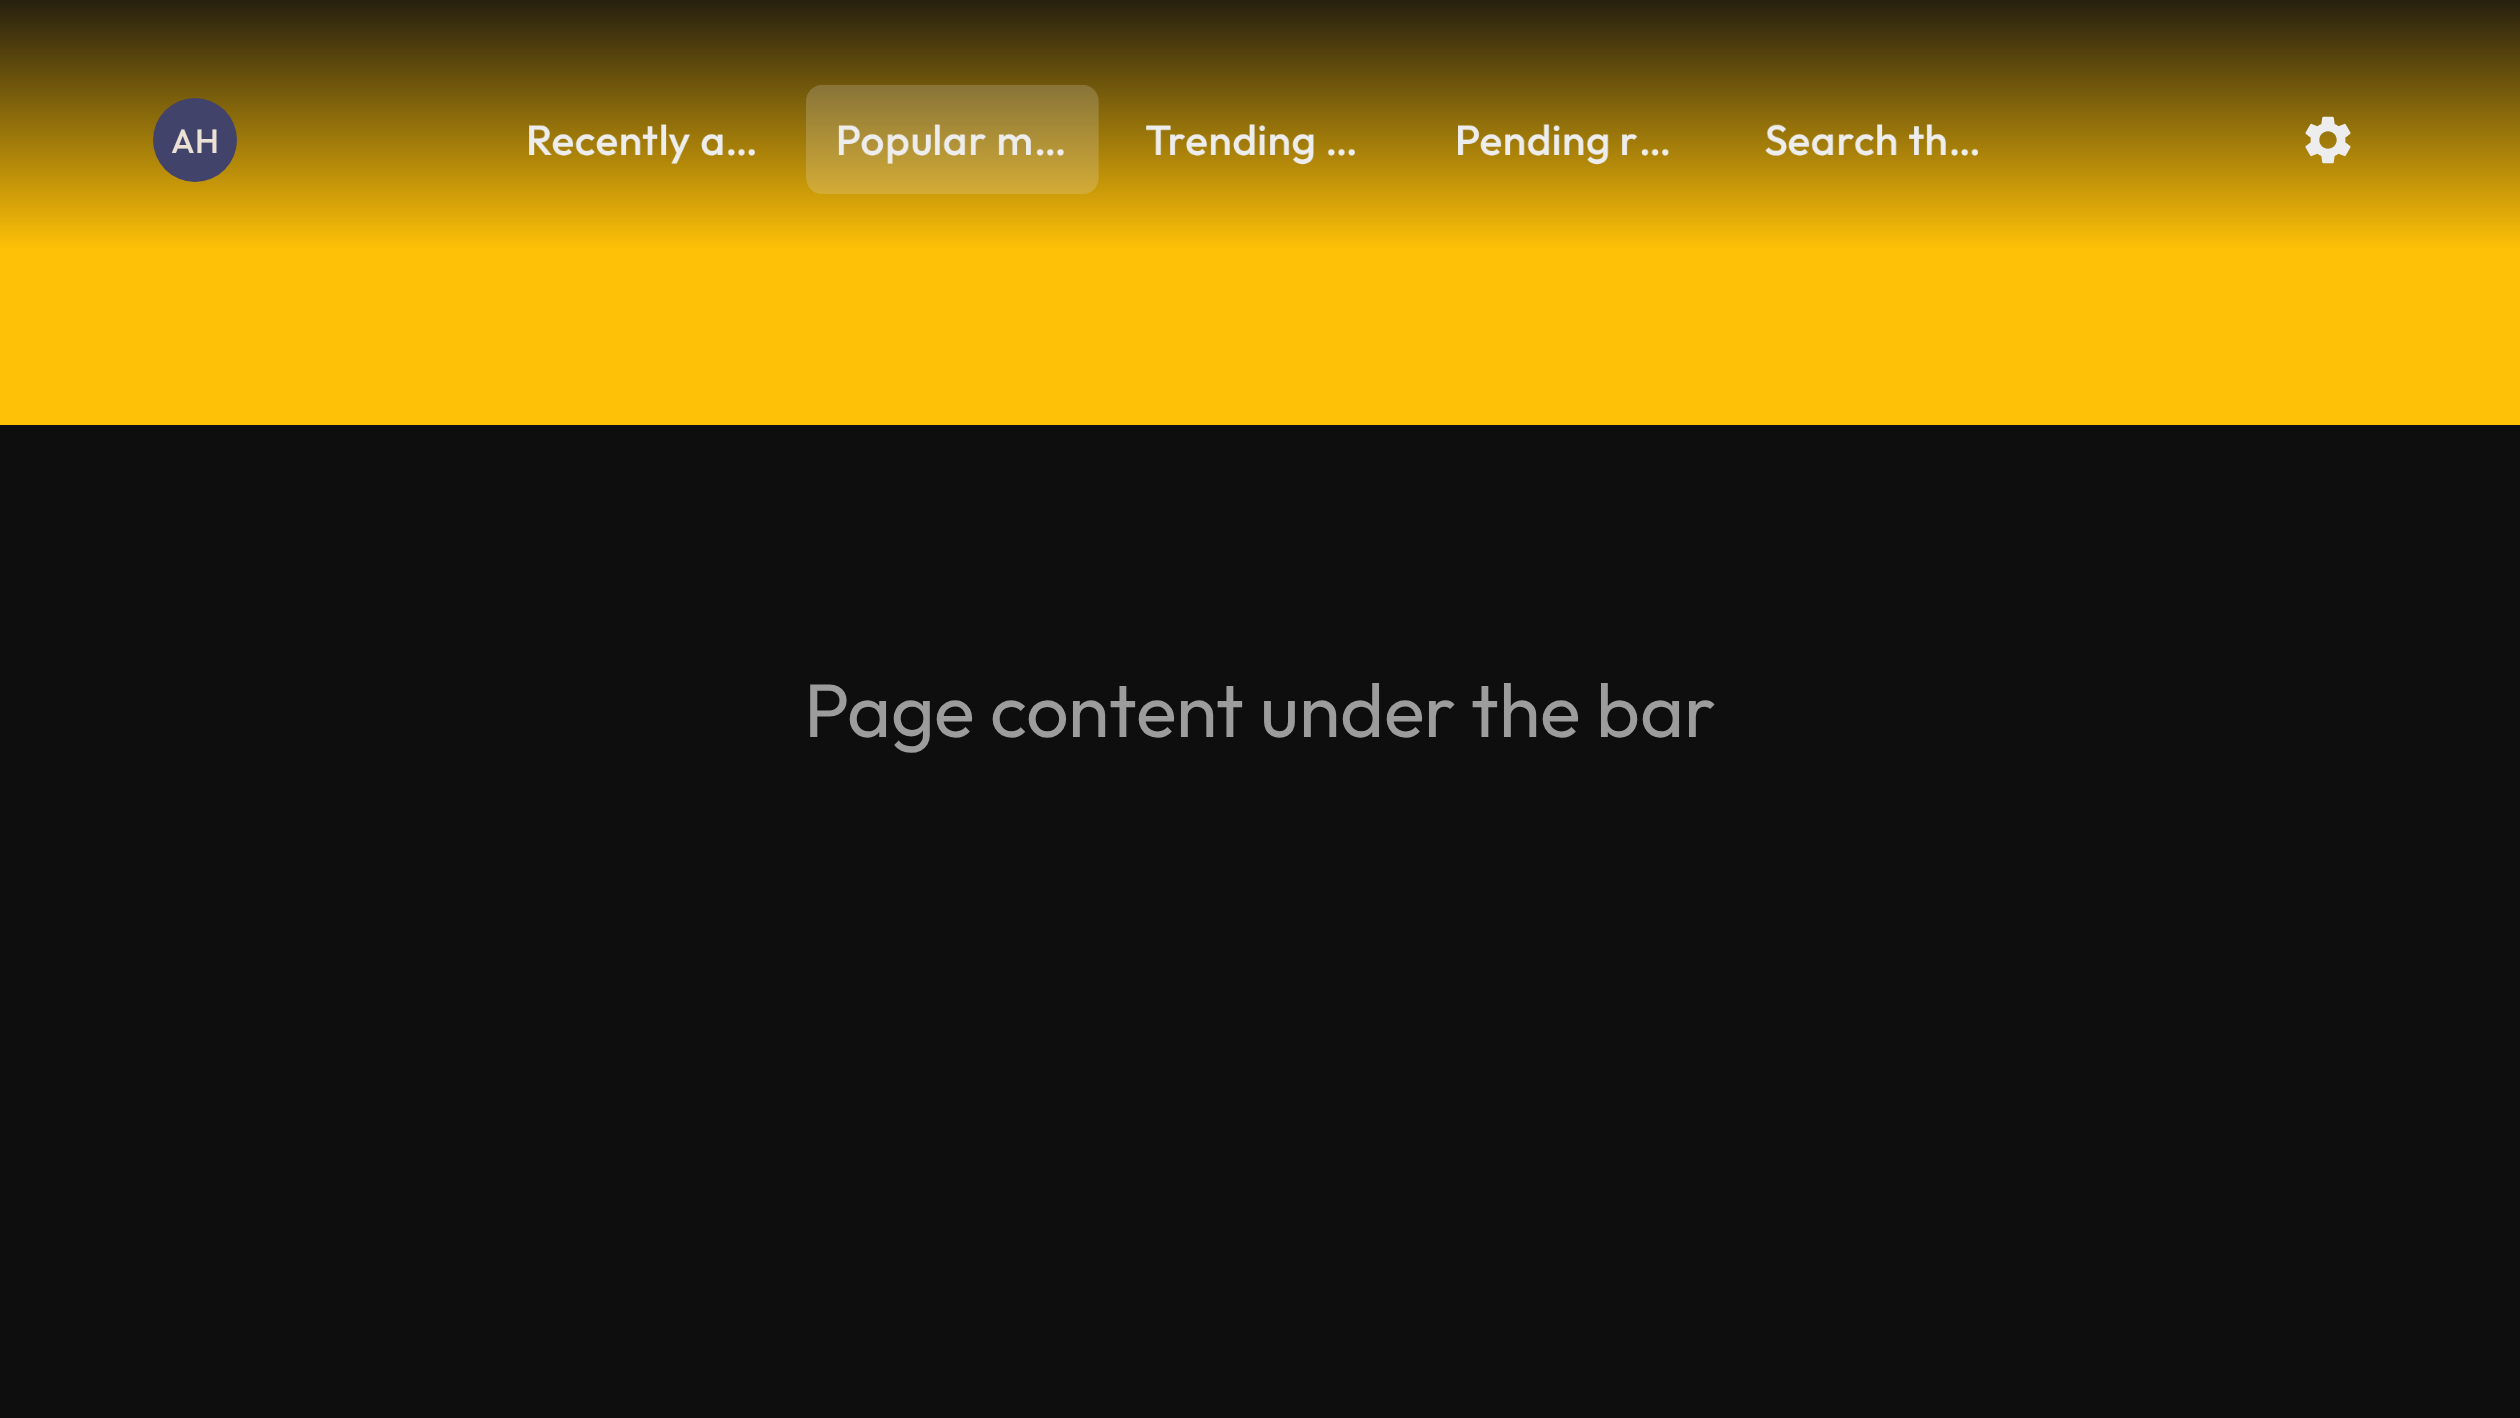 AH
Recently a...
Popular m...
Trending ...
Pending r...
Search th...
Page content under the bar